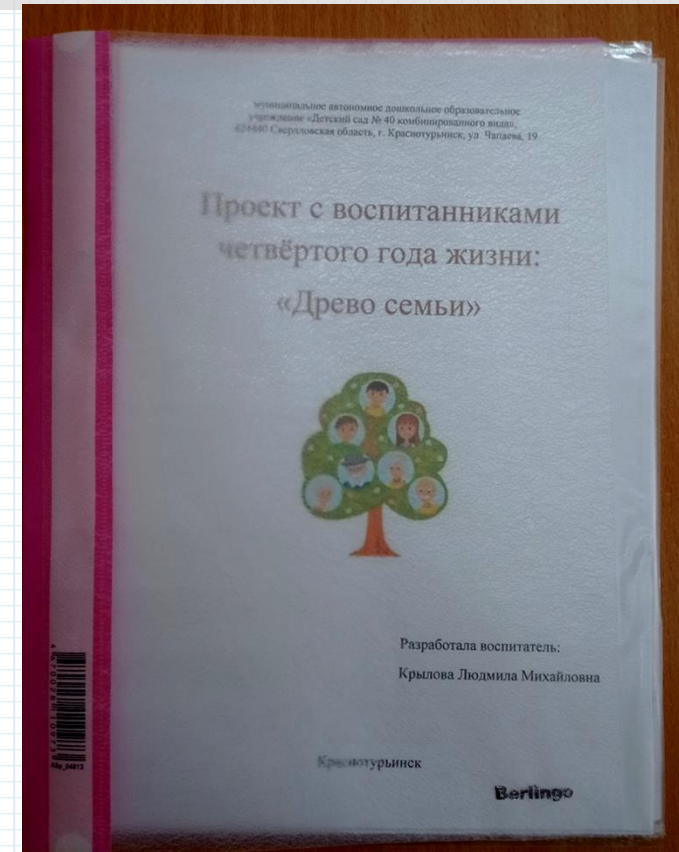 муниципальное автономное дошкольное образовательное
учреждение «Детский сад № 40 комбинированного вида»,
624440 Свердловская область, г. Краснотурьинск, ул. Чапаева, 19
Проект с воспитанниками
четвёртого года жизни:
«Древо семьи»
Разработала воспитатель:
Крылова Людмила Михайловна
Краснотурьинск
Berlingo
ASp_04813